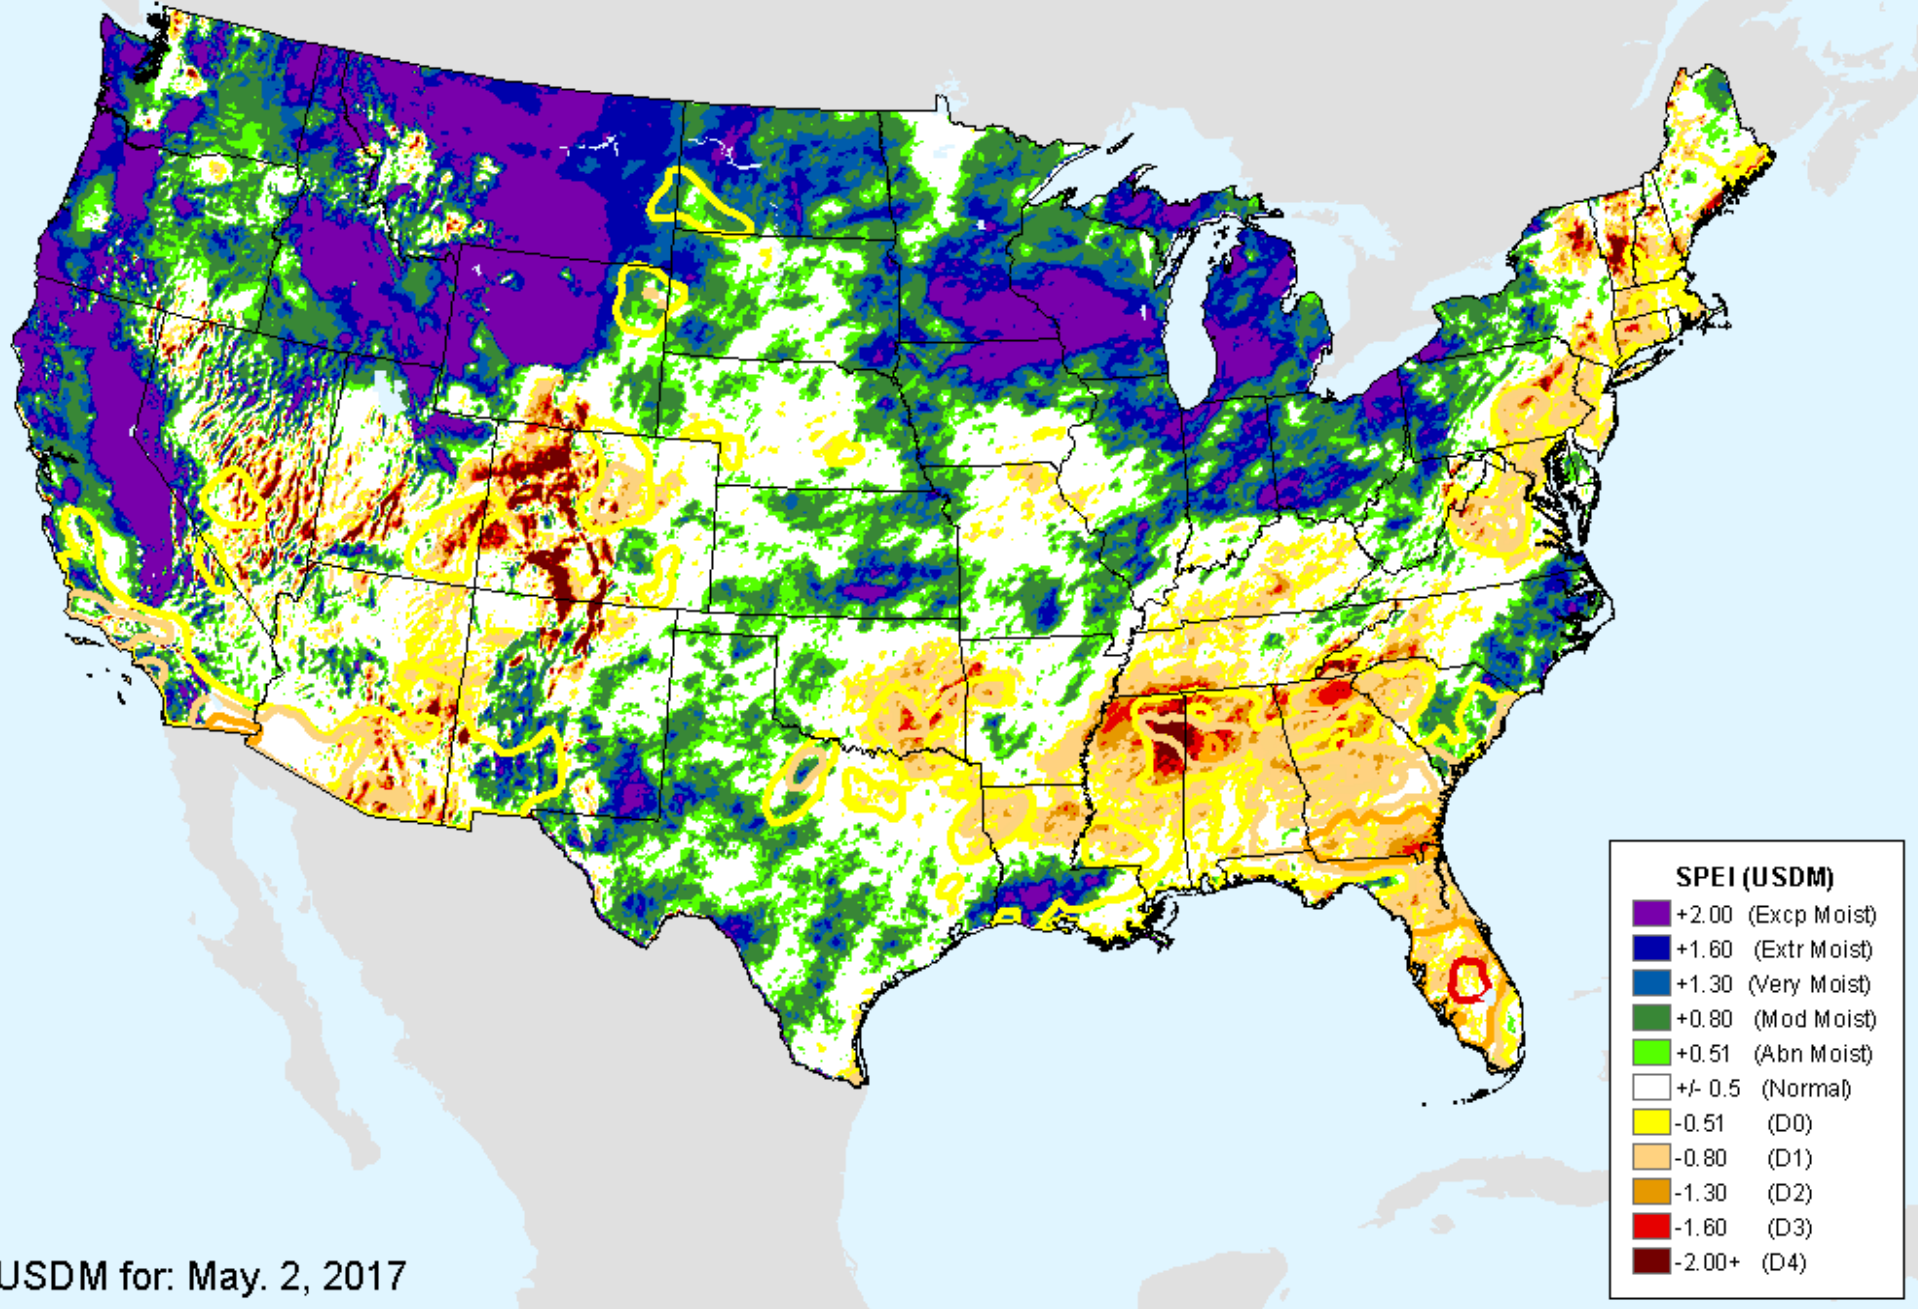 SPEI (USDM)
+2.00 (Excp Moist)
+1.60 (Extr Moist)
+1.30 (Very Moist)
+0.80 (Mod Moist)
+0.51 (Abn Moist)
+/- 0.5 (Normal)
-0.51 (D0)
-0.80 (D1)
-1.30 (D2)
-1.60 (D3)
-2.00+ (D4)
USDM for: May. 2, 2017